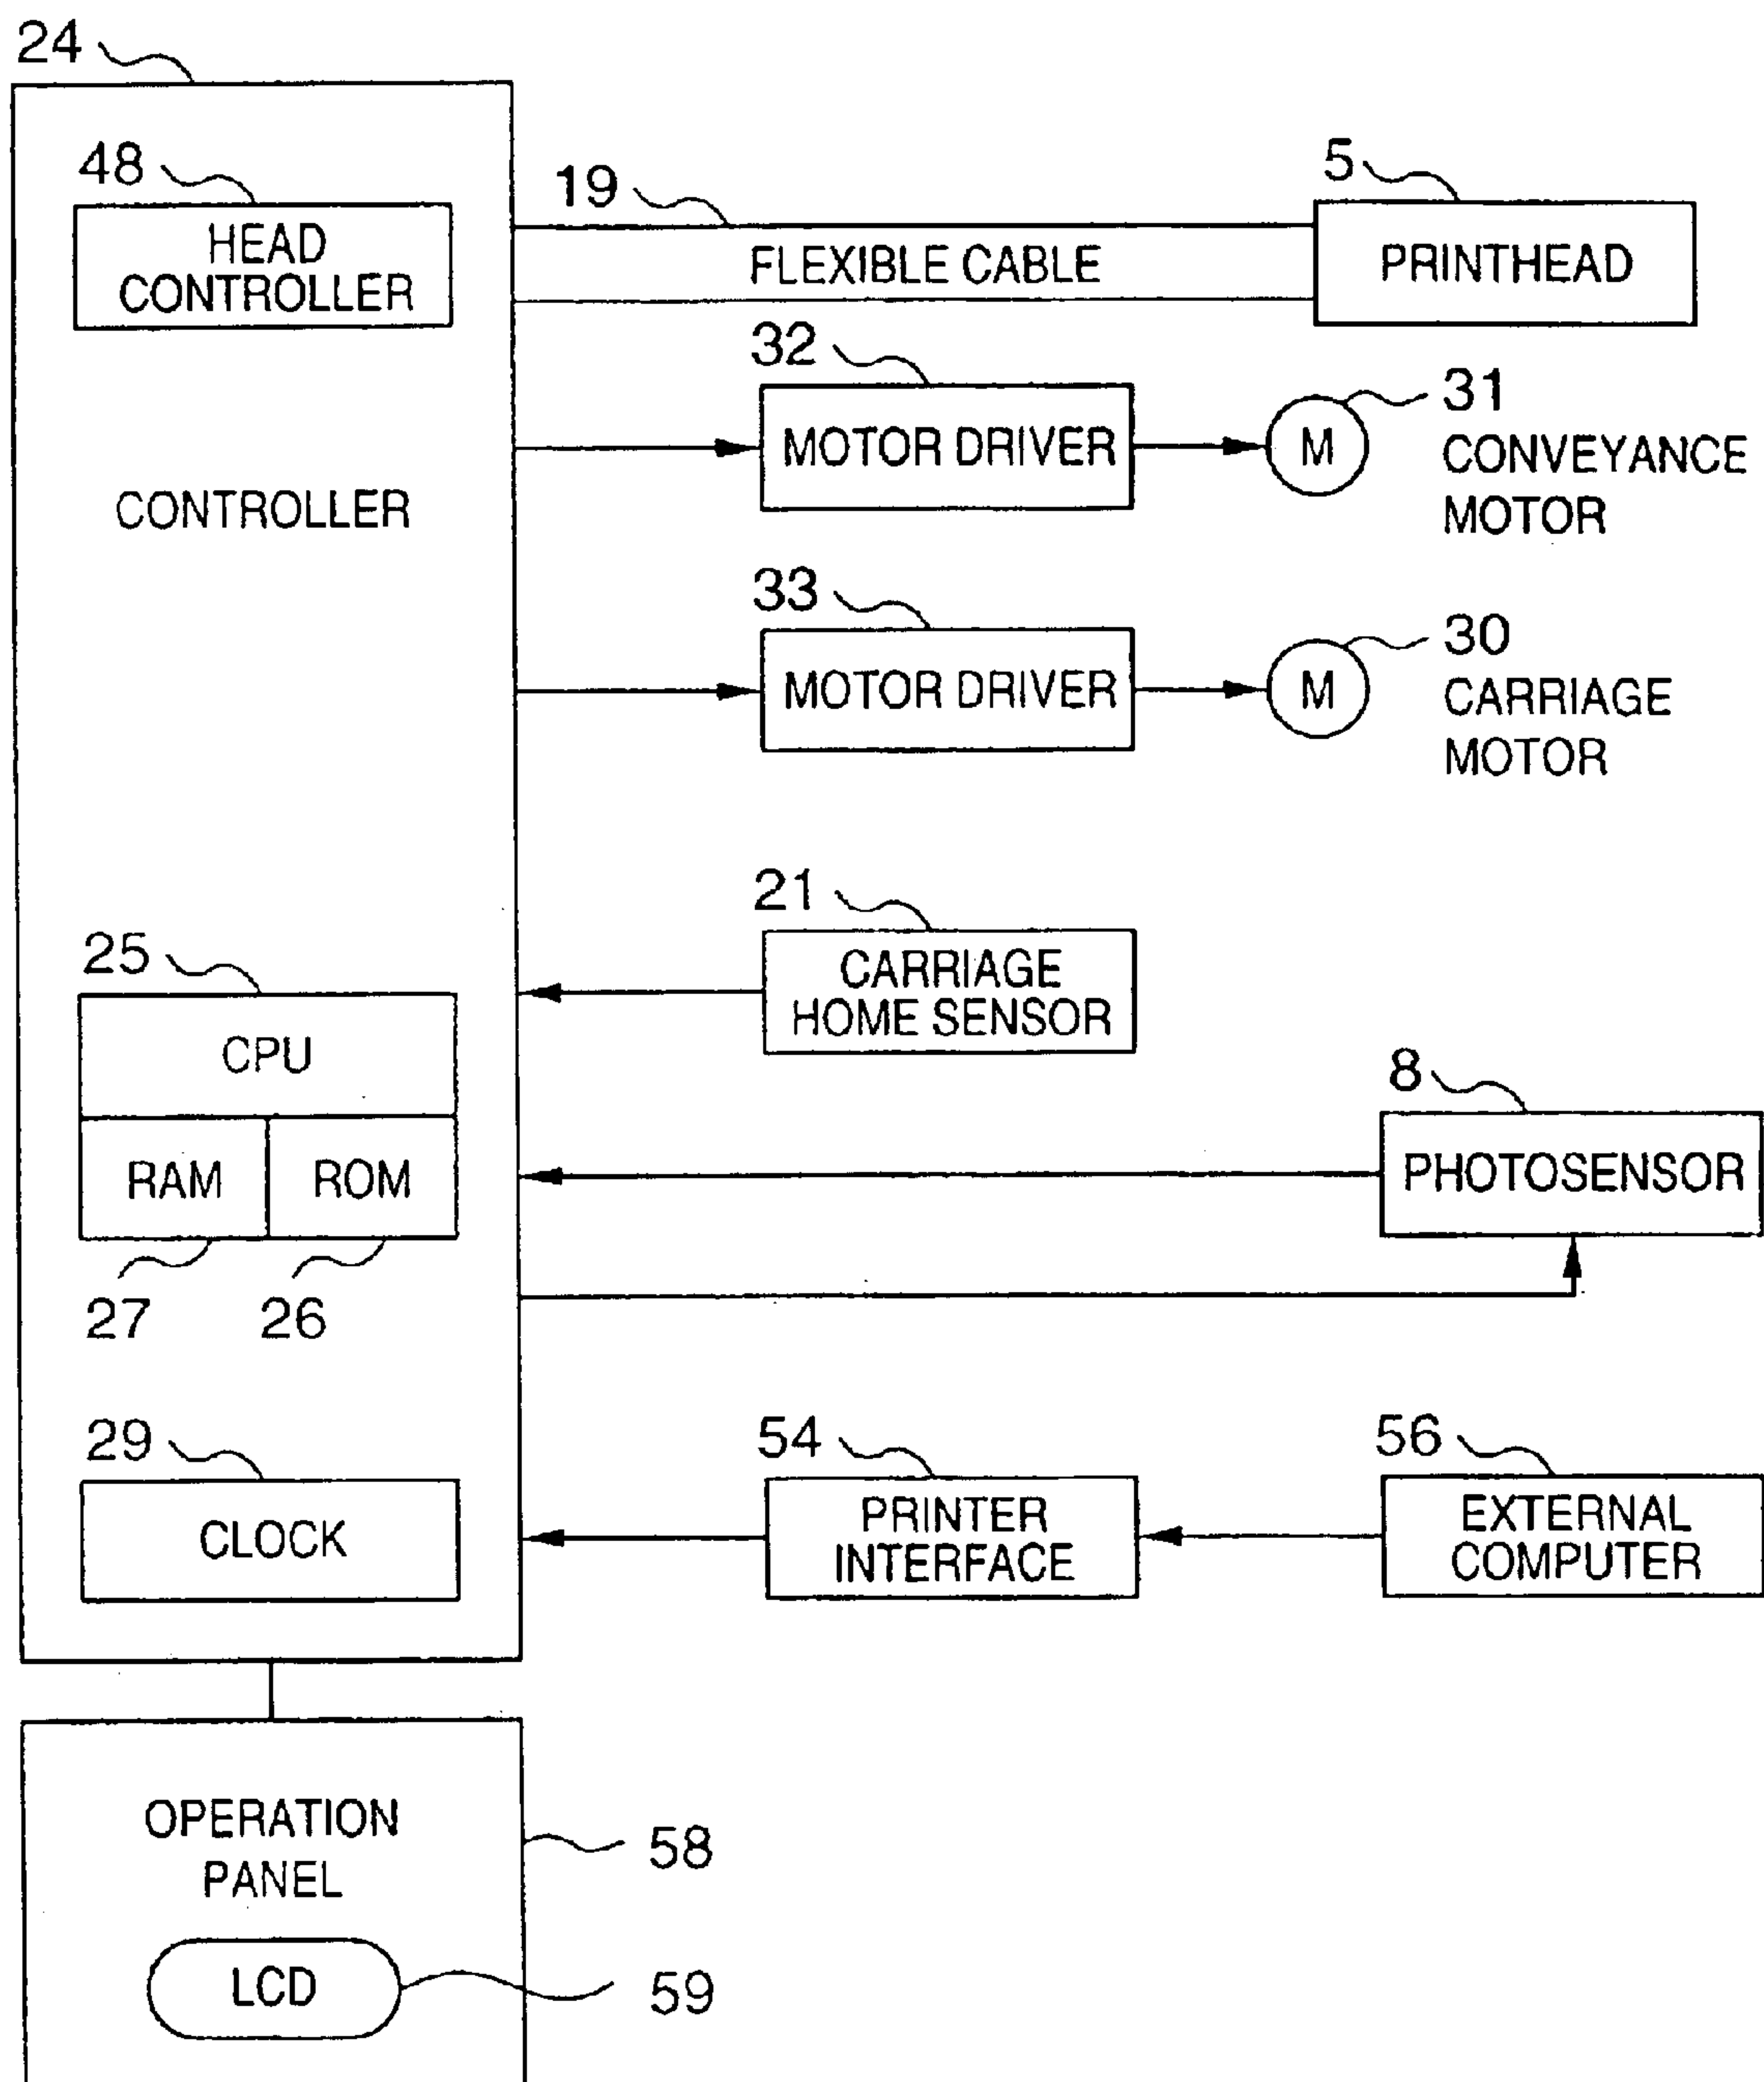 24
48
HEAD
CONTROLLER
19
FLEXIBLE CABLE
5
PRINTHEAD
32
MOTOR DRIVER
M
31
CONVEYANCE
MOTOR
CONTROLLER
33
MOTOR DRIVER
M
30
CARRIAGE
MOTOR
21
CARRIAGE
HOME SENSOR
25
CPU
RAM
ROM
27
26
8
PHOTOSENSOR
29
CLOCK
54
PRINTER
INTERFACE
56
EXTERNAL
COMPUTER
OPERATION
PANEL
58
LCD
59